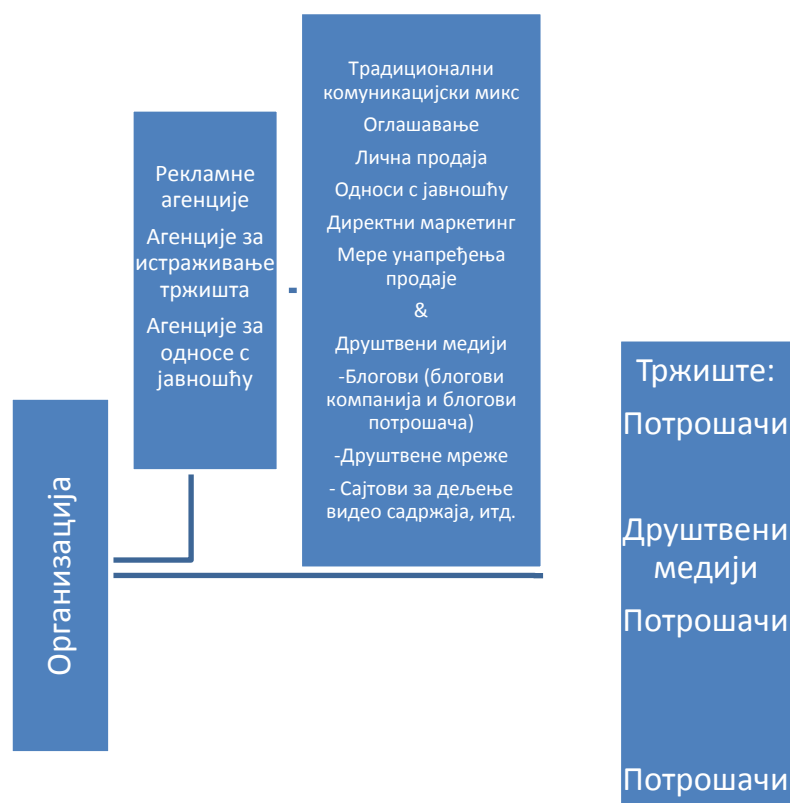 Организација
Рекламне
агенције
Агенције за
истраживање
тржишта
Агенције за
односе с
јавношћу
Традиционални
комуникацијски микс
Оглашавање
Лична продаја
Односи с јавношћу
Директни маркетинг
Мере унапређења
продаје
&
Друштвени медији
-Блогови (блогови
компанија и блогови
потрошача)
-Друштвене мреже
- Сајтови за дељење
видео садржаја, итд.
Тржиште:
Потрошачи
Друштвени
медији
Потрошачи
Потрошачи